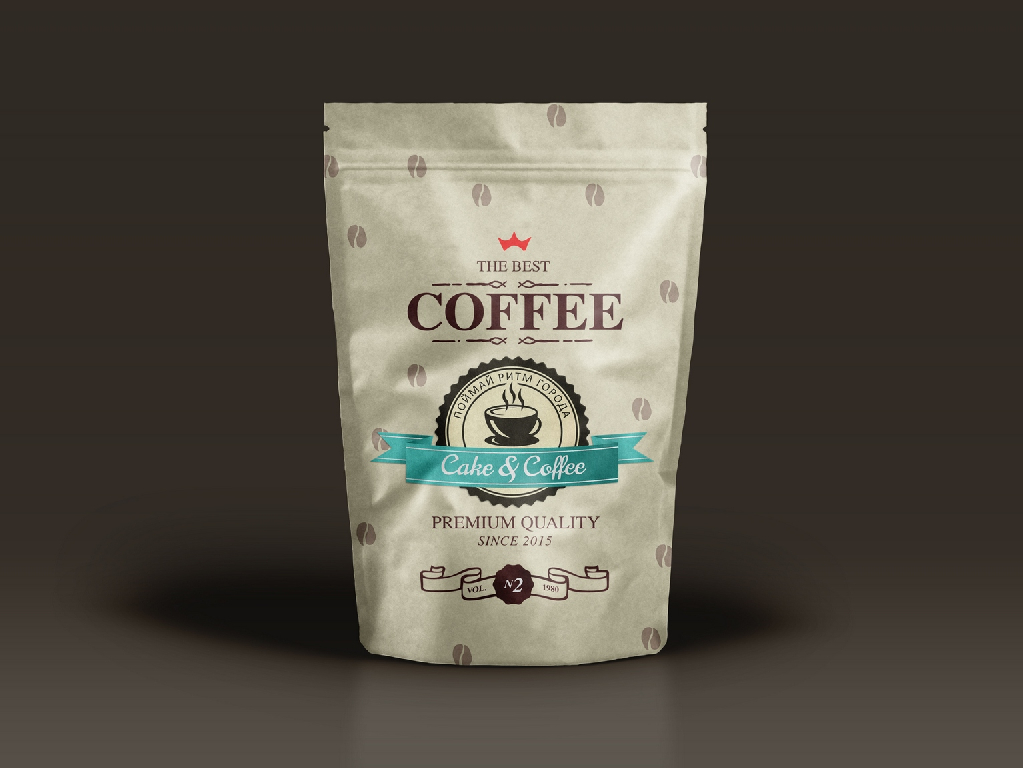 THE BEST
COFFEE
ПОЙМАЙ РИТМ ГОРОДА
Cake & Coffee
PREMIUM QUALITY
SINCE 2015
VOL. №2 1980